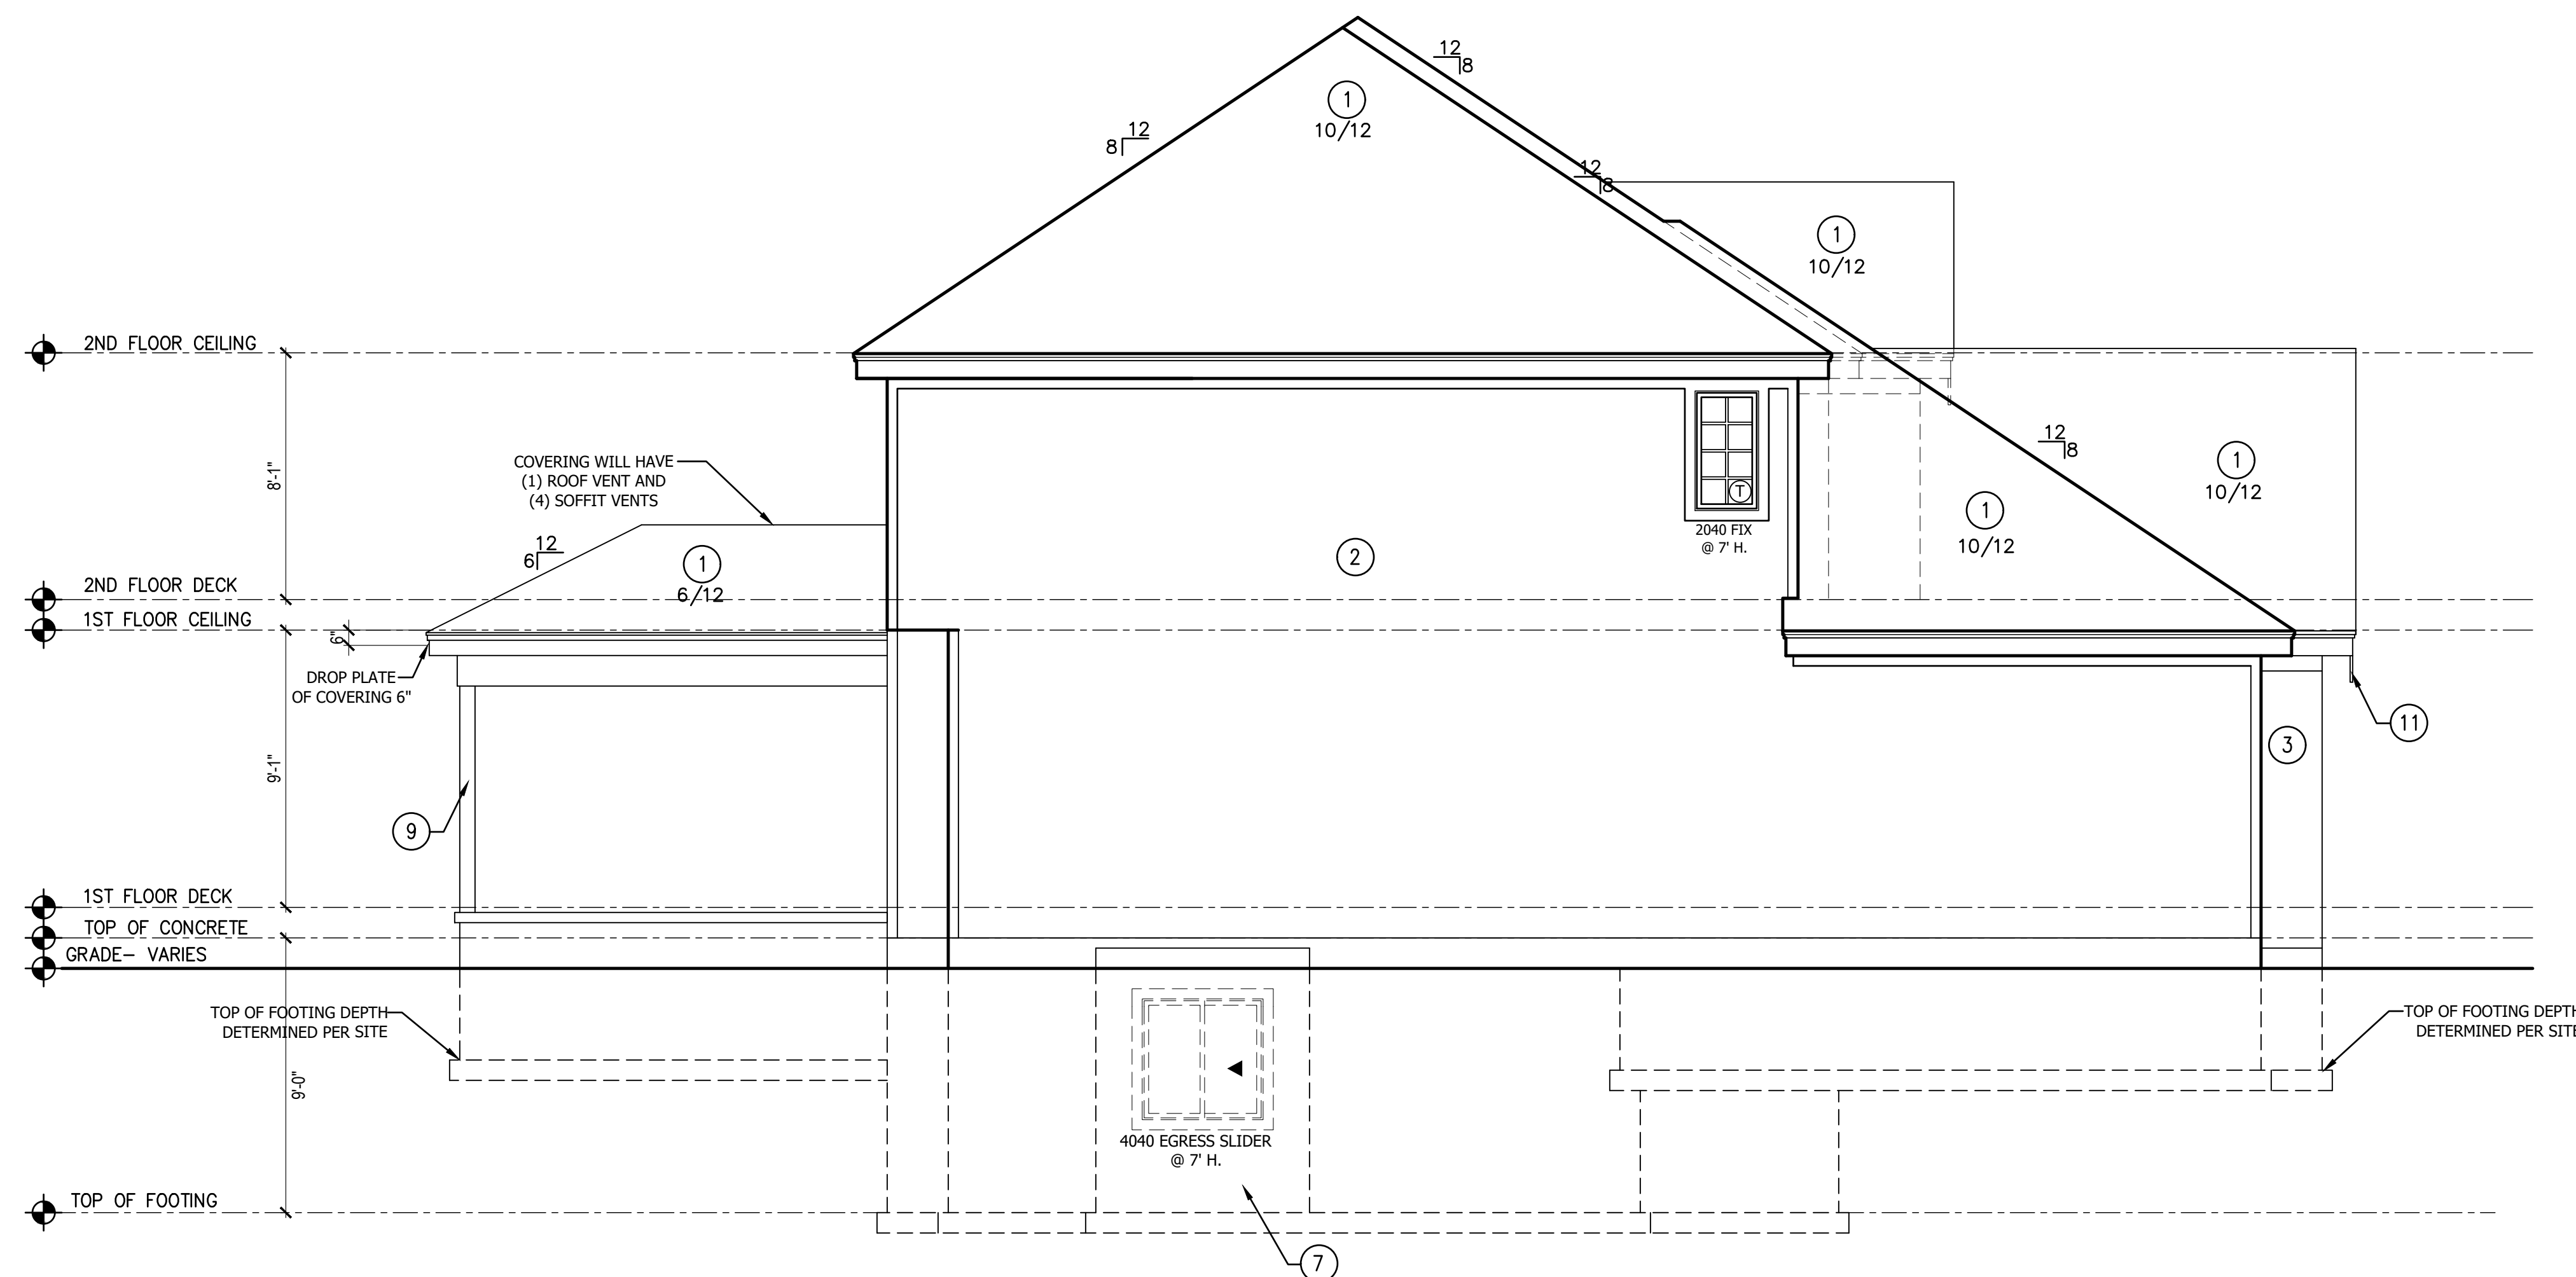 12
8
1
10/12
12
8
12
8
1
10/12
2ND FLOOR CEILING
12
8
COVERING WILL HAVE
(1) ROOF VENT AND
(4) SOFFIT VENTS
8'-1"
1
10/12
T
2040 FIX
@ 7' H.
1
10/12
12
6
1
6/12
2
2ND FLOOR DECK
1ST FLOOR CEILING
6"
DROP PLATE
OF COVERING 6"
11
3
9'-1"
9
1ST FLOOR DECK
TOP OF CONCRETE
GRADE- VARIES
TOP OF FOOTING DEPTH
DETERMINED PER SITE
TOP OF FOOTING DEPTH
DETERMINED PER SITE
9'-0"
4040 EGRESS SLIDER
@ 7' H.
TOP OF FOOTING
7